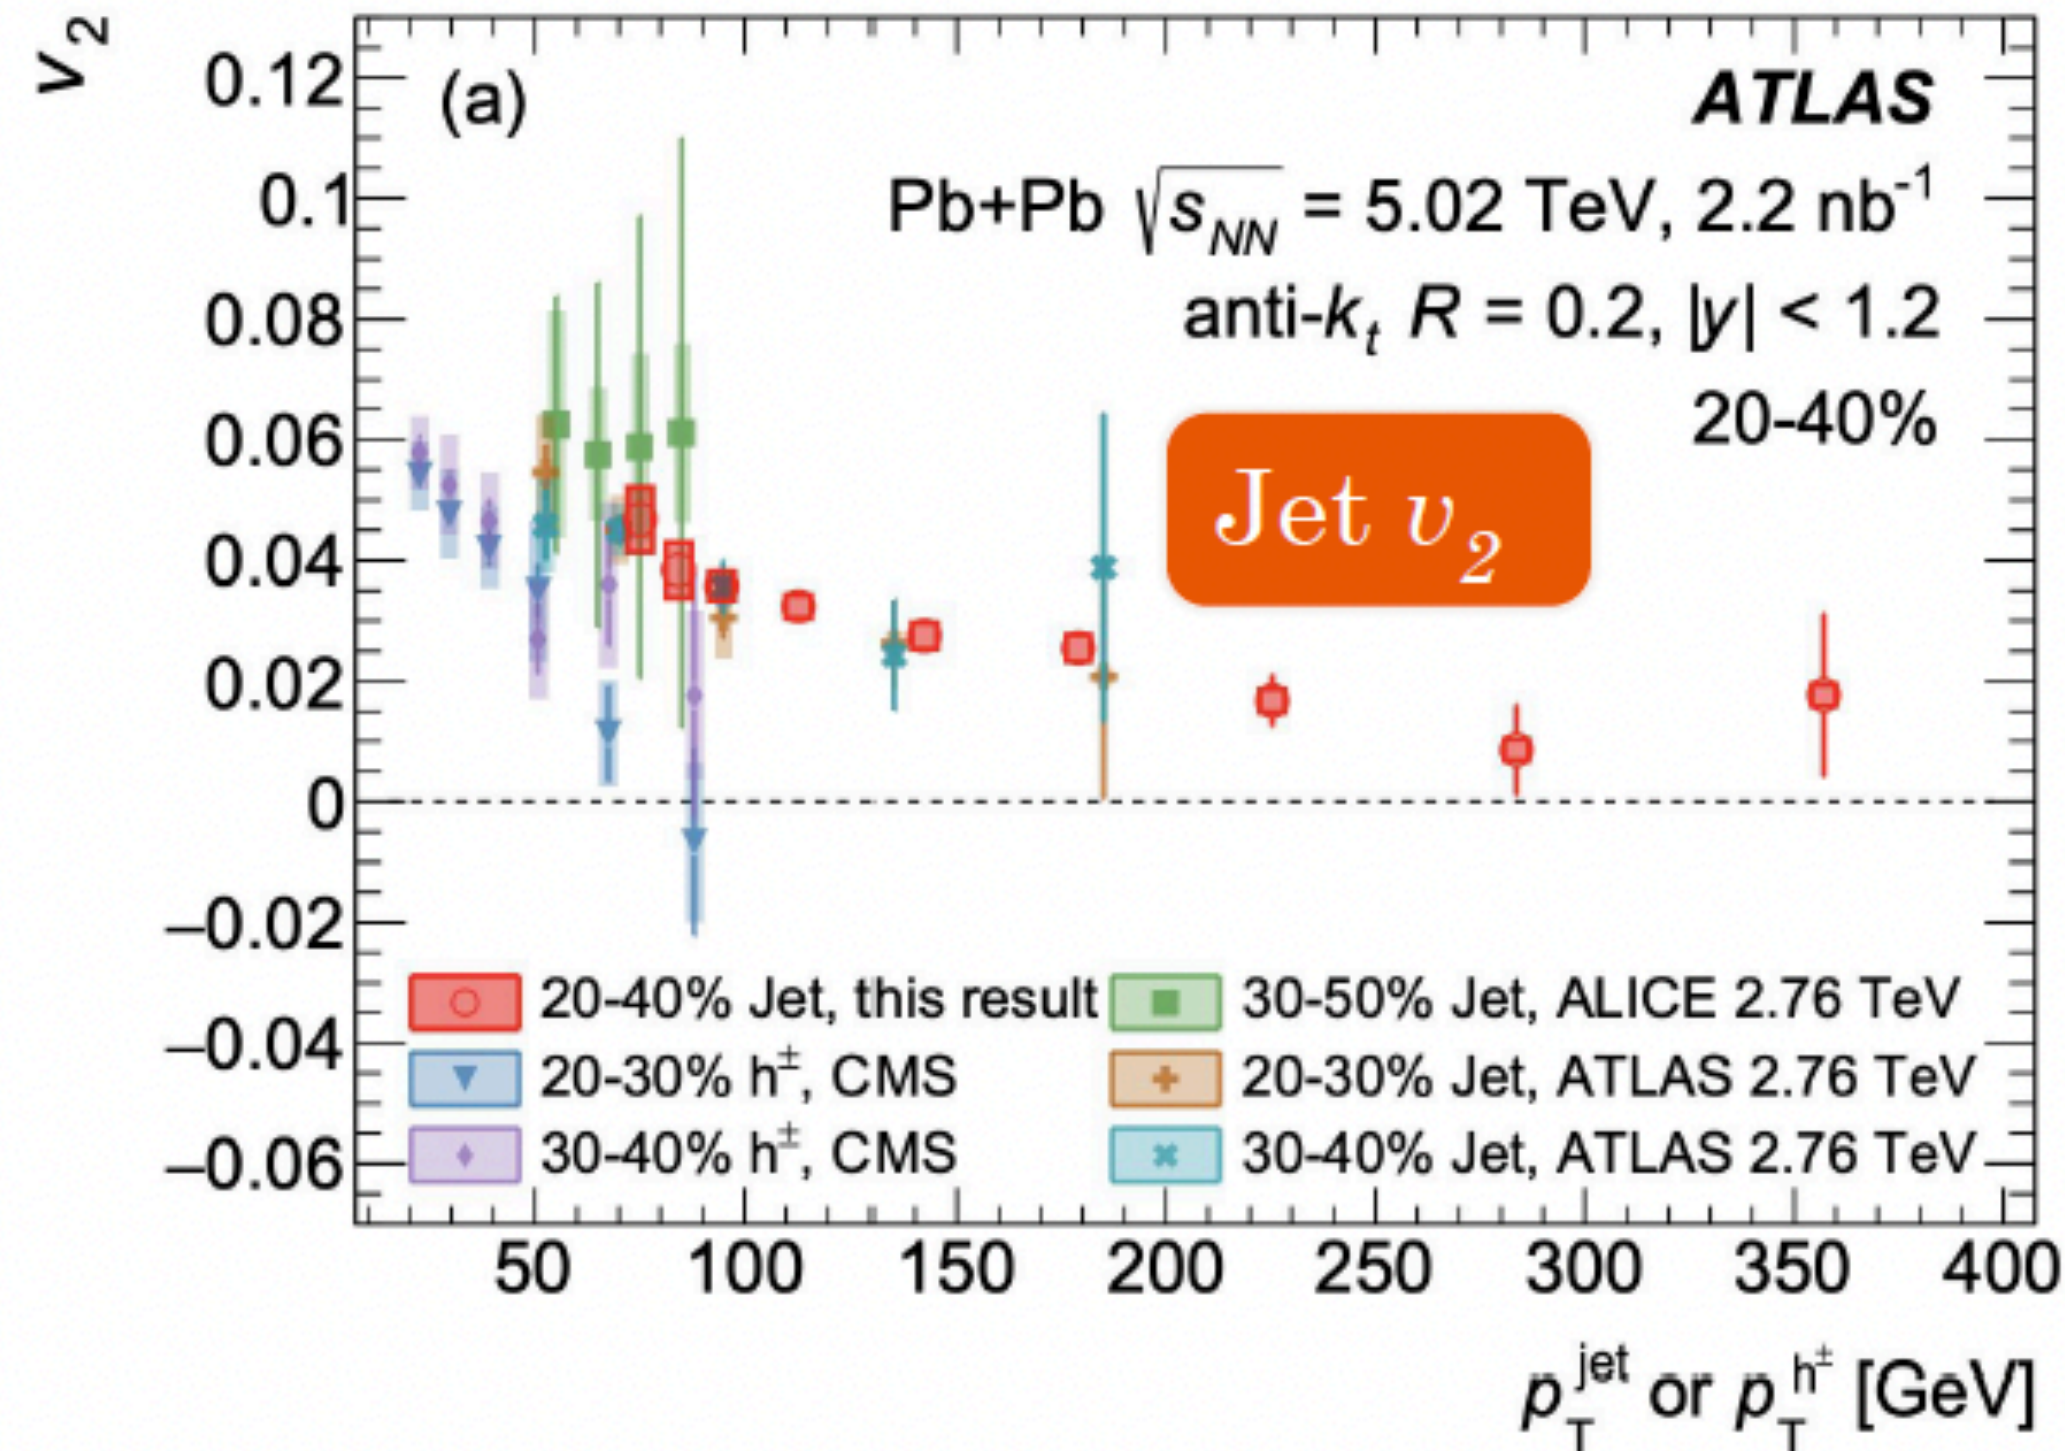 v2
(a)
ATLAS
Pb+Pb √sNN = 5.02 TeV, 2.2 nb-1
anti-kt R = 0.2, |y| < 1.2
20-40%
Jet v2
0.12
0.1
0.08
0.06
0.04
0.02
0
−0.02
−0.04
−0.06
20-40% Jet, this result
20-30% h±, CMS
30-40% h±, CMS
30-50% Jet, ALICE 2.76 TeV
20-30% Jet, ATLAS 2.76 TeV
30-40% Jet, ATLAS 2.76 TeV
50 100 150 200 250 300 350 400
pTjet or pTh± [GeV]